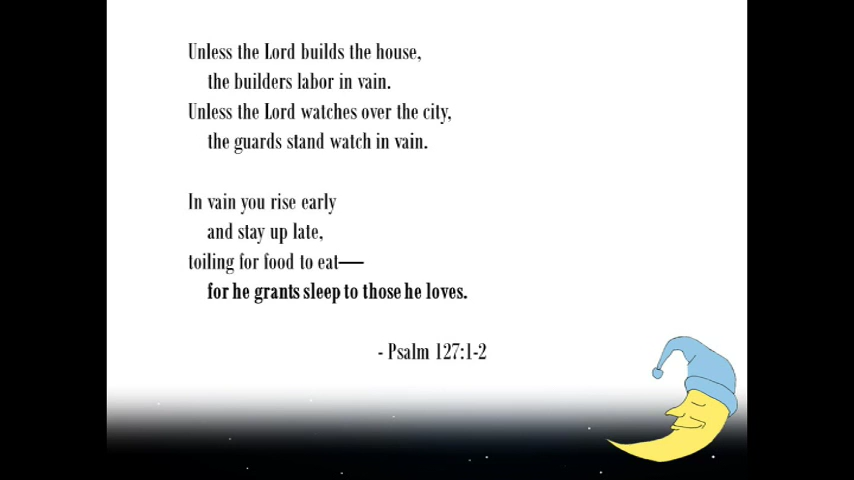 Unless the Lord builds the house,
the builders labor in vain.
Unless the Lord watches over the city,
the guards stand watch in vain.
In vain you rise early
and stay up late,
toiling for food to eat—
for he grants sleep to those he loves.
- Psalm 127:1-2